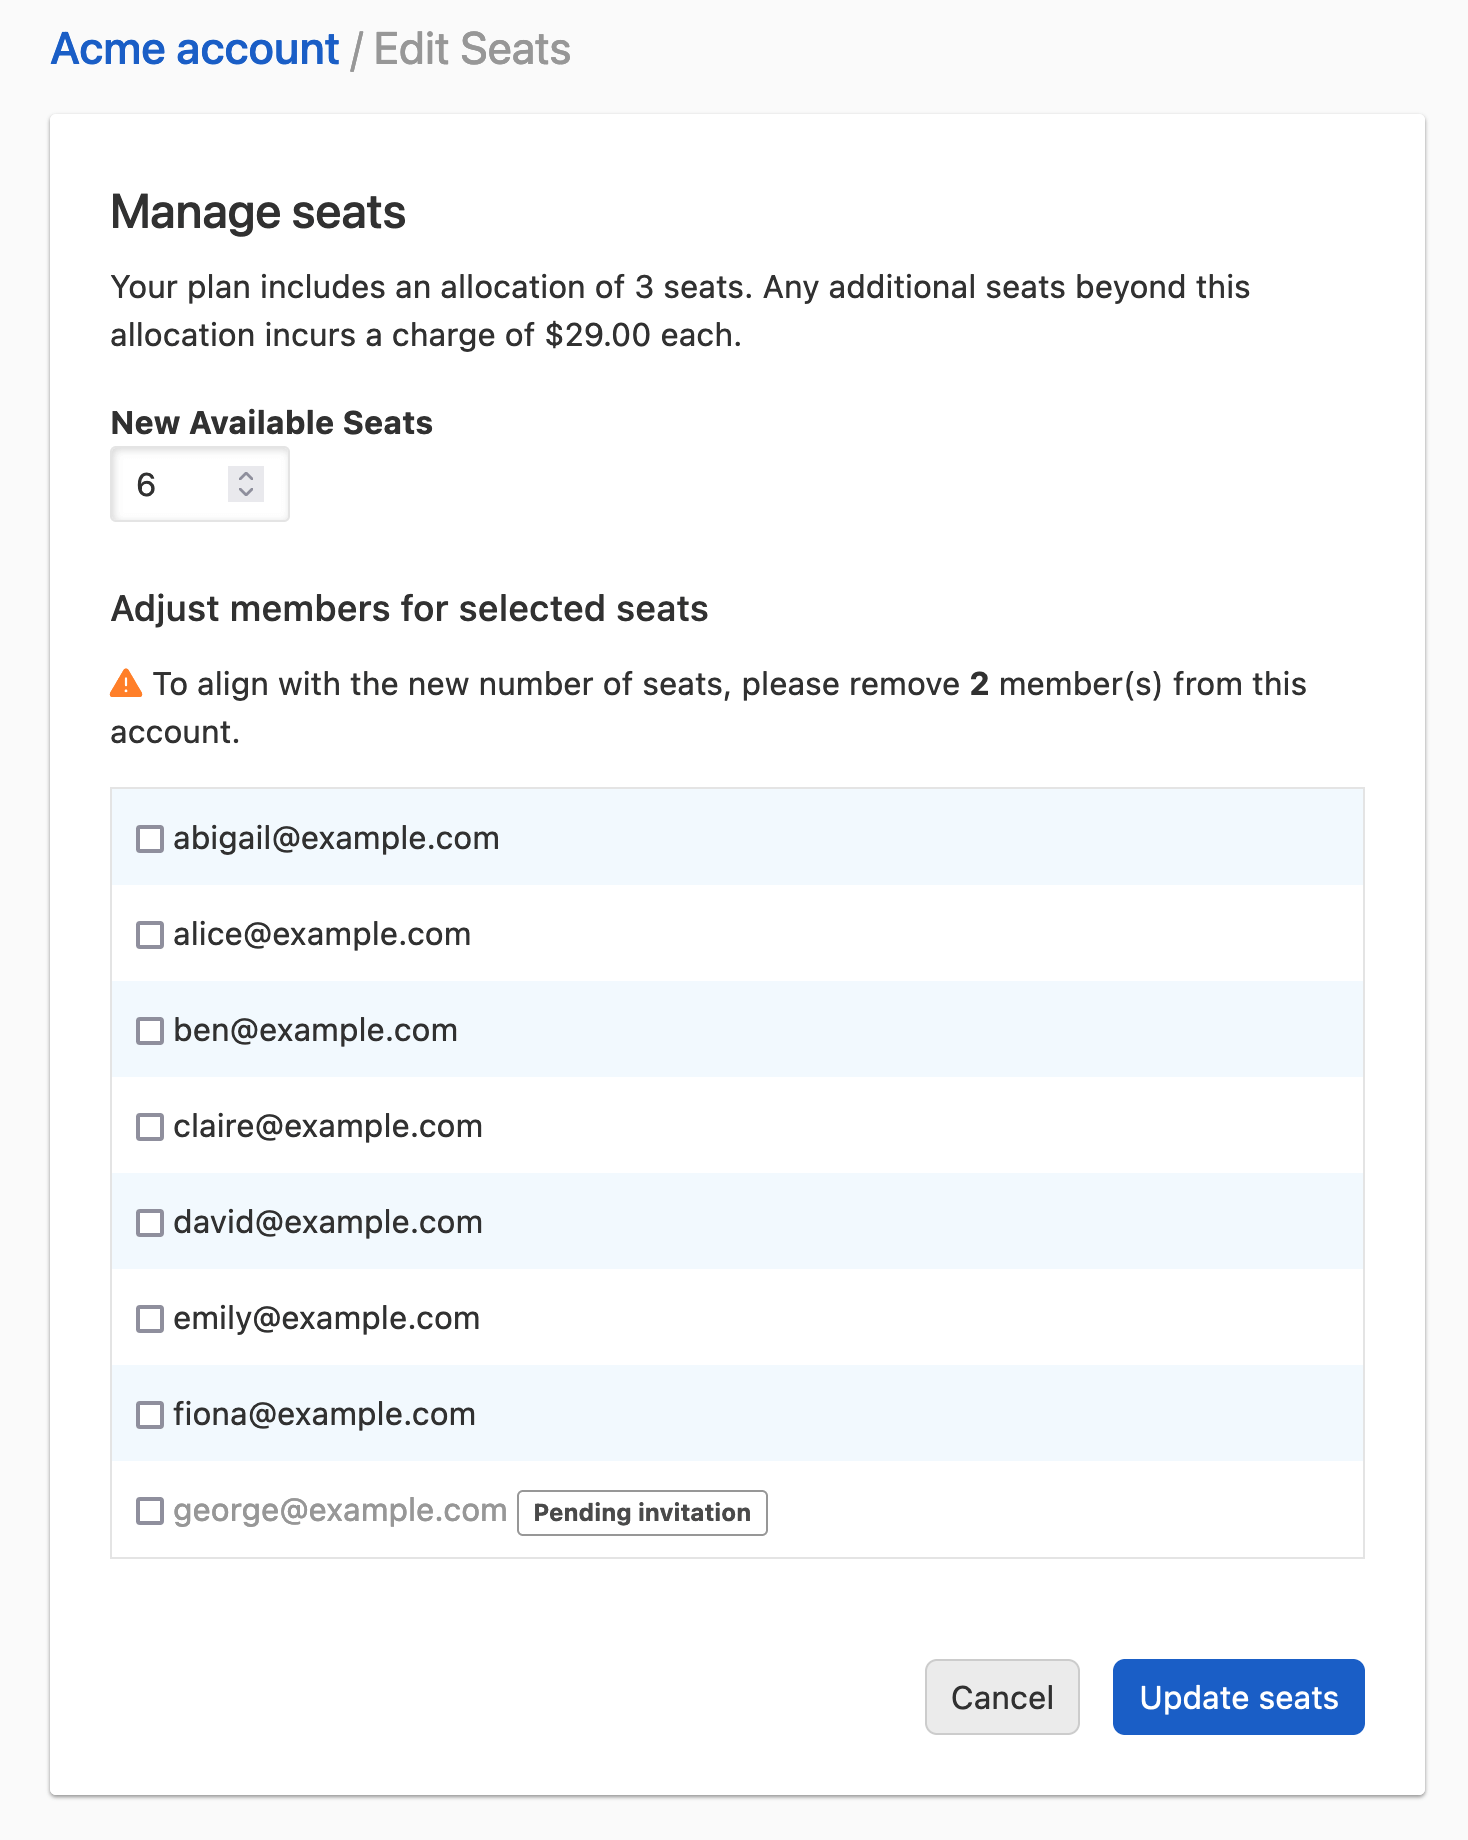 Acme account / Edit Seats
Manage seats
Your plan includes an allocation of 3 seats. Any additional seats beyond this
allocation incurs a charge of $29.00 each.
New Available Seats
6
Adjust members for selected seats
To align with the new number of seats, please remove 2 member(s) from this
account.
abigail@example.com
alice@example.com
ben@example.com
claire@example.com
david@example.com
emily@example.com
fiona@example.com
george@example.com Pending invitation
Cancel Update seats